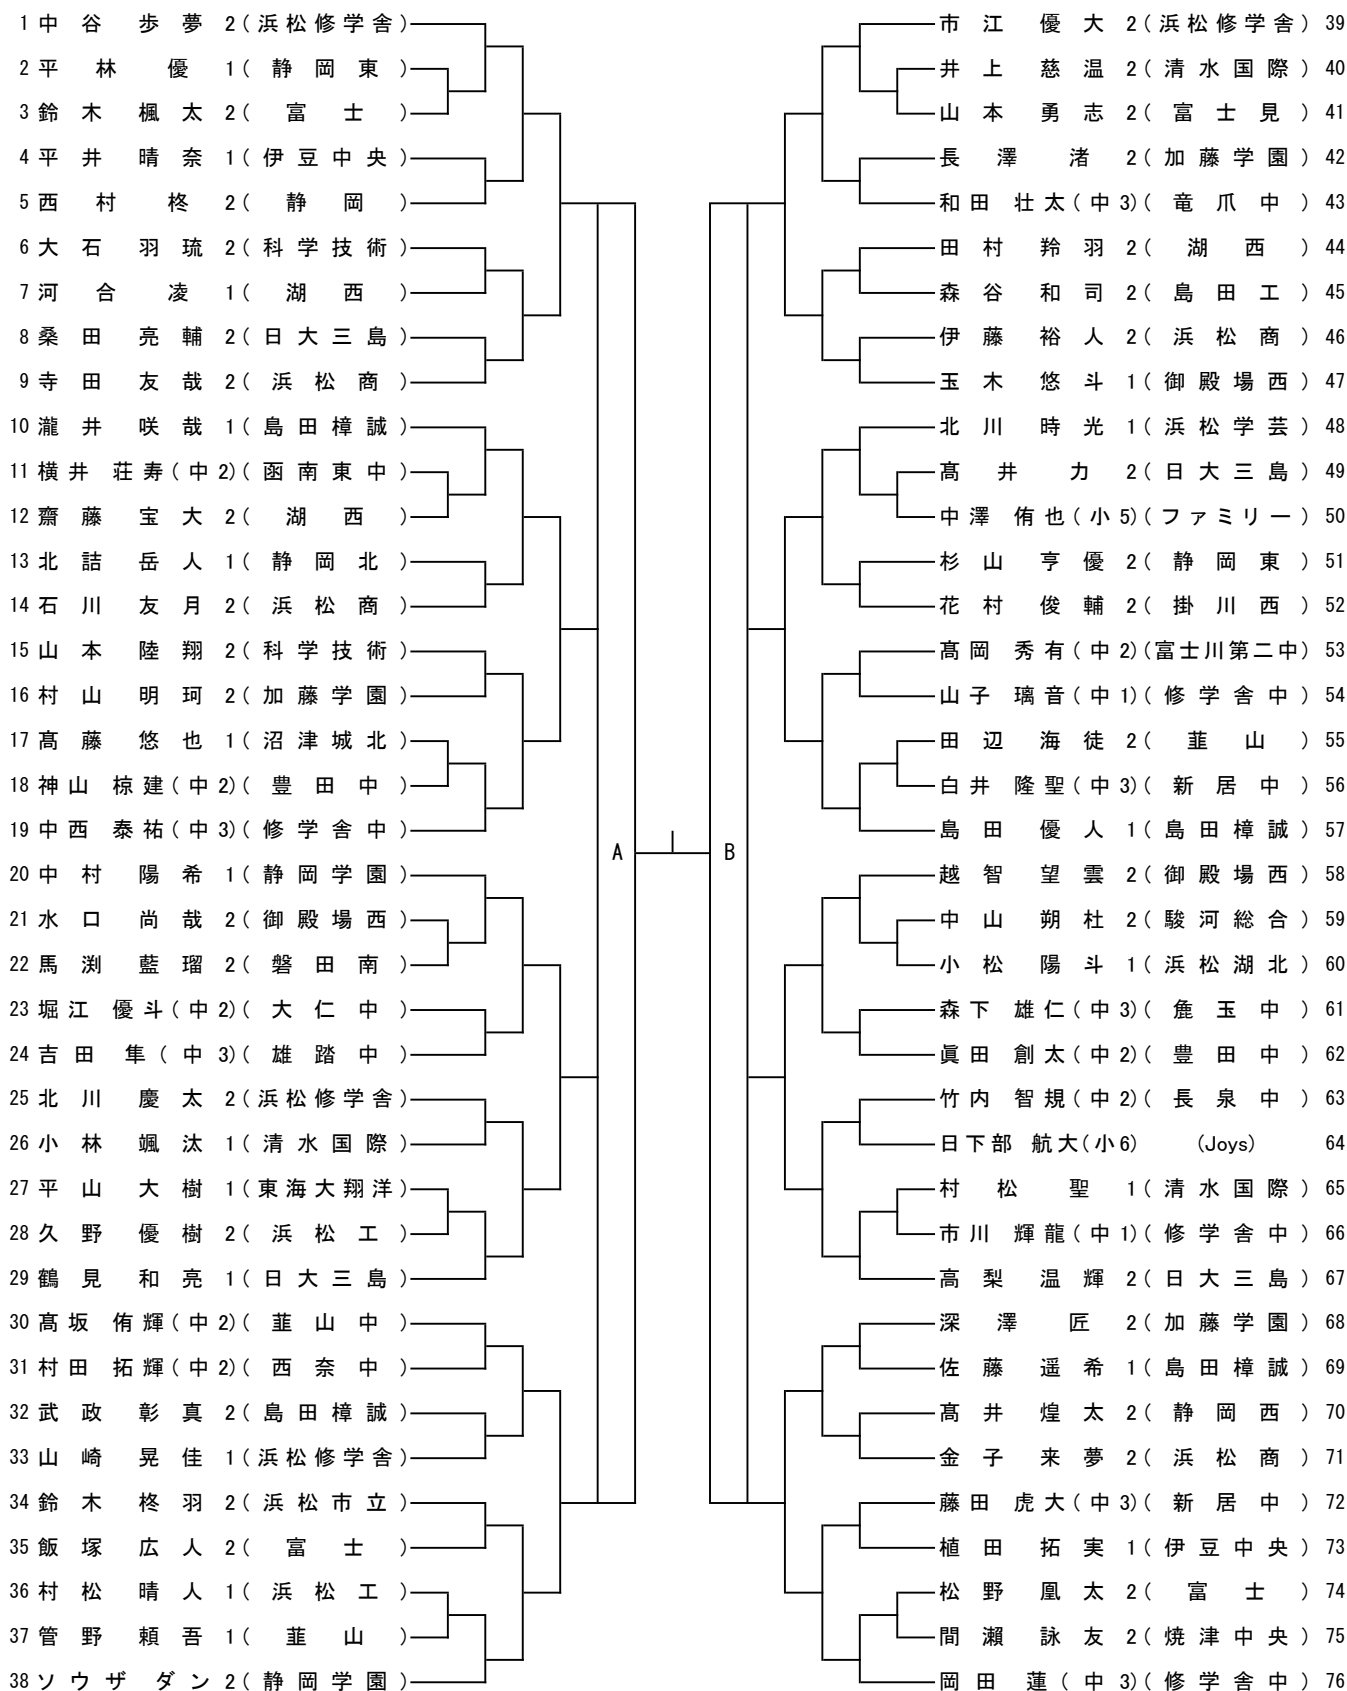 1 中谷 歩夢 2(浜松修学舎)
2 平林 優 1(静岡東)
3 鈴木 楓太 2(富士)
4 平井 晴奈 1(伊豆中央)
5 西村 柊 2(静岡)
6 大石 羽琉 2(科学技術)
7 河合 凌 1(湖西)
8 桑田 亮輔 2(日大三島)
9 寺田 友哉 2(浜松商)
10 瀧井 咲哉 1(島田樟誠)
11 横井 荘寿(中2)(函南東中)
12 齋藤 宝大 2(湖西)
13 北詰 岳人 1(静岡北)
14 石川 友月 2(浜松商)
15 山本 陸翔 2(科学技術)
16 村山 明珂 2(加藤学園)
17 髙藤 悠也 1(沼津城北)
18 神山 椋建(中2)(豊田中)
19 中西 泰祐(中3)(修学舎中)
20 中村 陽希 1(静岡学園)
21 水口 尚哉 2(御殿場西)
22 馬渕 藍瑠 2(磐田南)
23 堀江 優斗(中2)(大仁中)
24 吉田 隼(中3)(雄踏中)
25 北川 慶太 2(浜松修学舎)
26 小林 颯汰 1(清水国際)
27 平山 大樹 1(東海大翔洋)
28 久野 優樹 2(浜松工)
29 鶴見 和亮 1(日大三島)
30 髙坂 侑輝(中2)(韮山中)
31 村田 拓輝(中2)(西奈中)
32 武政 彰真 2(島田樟誠)
33 山崎 晃佳 1(浜松修学舎)
34 鈴木 柊羽 2(浜松市立)
35 飯塚 広人 2(富士)
36 村松 晴人 1(浜松工)
37 管野 頼吾 1(韮山)
38 ソウザ ダン 2(静岡学園)
A
B
市江 優大 2(浜松修学舎) 39
井上 慈温 2(清水国際) 40
山本 勇志 2(富士見) 41
長澤 渚 2(加藤学園) 42
和田 壮太(中3)(竜爪中) 43
田村 羚羽 2(湖西) 44
森谷 和司 2(島田工) 45
伊藤 裕人 2(浜松商) 46
玉木 悠斗 1(御殿場西) 47
北川 時光 1(浜松学芸) 48
髙井 力 2(日大三島) 49
中澤 侑也(小5)(ファミリー) 50
杉山 亨優 2(静岡東) 51
花村 俊輔 2(掛川西) 52
髙岡 秀有(中2)(富士川第二中) 53
山子 璃音(中1)(修学舎中) 54
田辺 海徒 2(韮山) 55
白井 隆聖(中3)(新居中) 56
島田 優人 1(島田樟誠) 57
越智 望雲 2(御殿場西) 58
中山 朔杜 2(駿河総合) 59
小松 陽斗 1(浜松湖北) 60
森下 雄仁(中3)(麁玉中) 61
眞田 創太(中2)(豊田中) 62
竹内 智規(中2)(長泉中) 63
日下部 航大(小6) (Joys) 64
村松 聖 1(清水国際) 65
市川 輝龍(中1)(修学舎中) 66
高梨 温輝 2(日大三島) 67
深澤 匠 2(加藤学園) 68
佐藤 遥希 1(島田樟誠) 69
髙井 煌太 2(静岡西) 70
金子 来夢 2(浜松商) 71
藤田 虎大(中3)(新居中) 72
植田 拓実 1(伊豆中央) 73
松野 凰太 2(富士) 74
間瀬 詠友 2(焼津中央) 75
岡田 蓮(中3)(修学舎中) 76